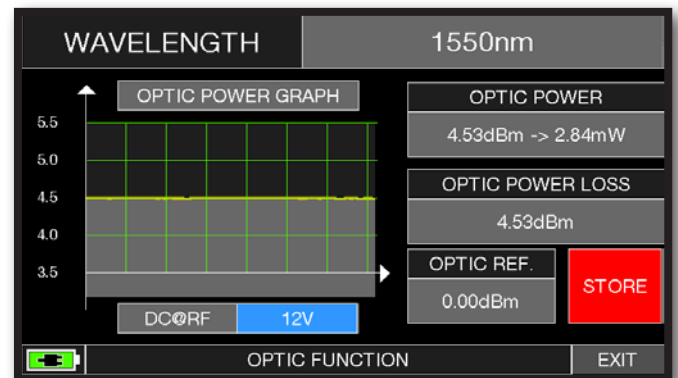 WAVELENGTH 1550nm
OPTIC POWER GRAPH
5.5
5.0
4.5
4.0
3.5
DC@RF 12V
OPTIC POWER
4.53dBm -> 2.84mW
OPTIC POWER LOSS
4.53dBm
OPTIC REF.
0.00dBm
STORE
OPTIC FUNCTION EXIT